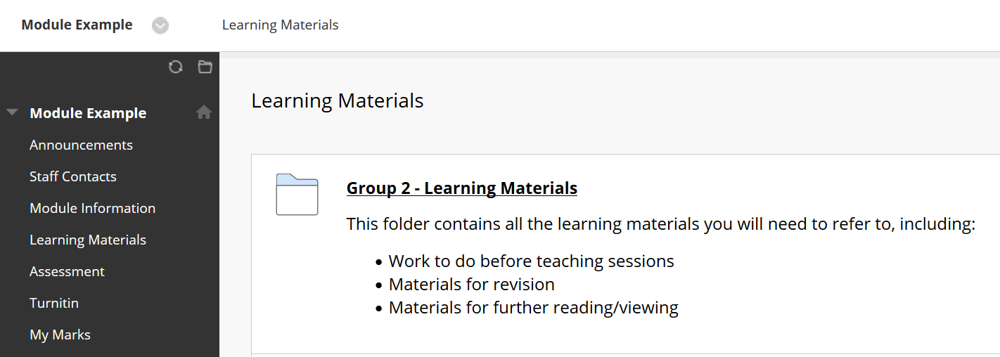 Module Example
Learning Materials
Module Example
Announcements
Staff Contacts
Module Information
Learning Materials
Assessment
Turnitin
My Marks
Learning Materials
Group 2 - Learning Materials
This folder contains all the learning materials you will need to refer to, including:
• Work to do before teaching sessions
• Materials for revision
• Materials for further reading/viewing